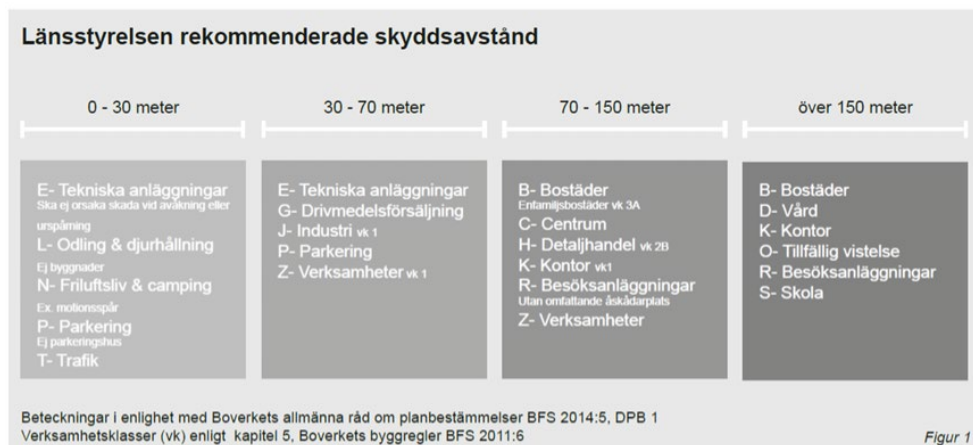 Länsstyrelsen rekommenderade skyddsavstånd
0 - 30 meter
30 - 70 meter
70 - 150 meter
över 150 meter
E- Tekniska anläggningar
Ska ej orsaka skada vid avåkning eller
urspårning
L- Odling & djurhållning
Ej byggnader
N- Friluftsliv & camping
Ex. motionsspår
P- Parkering
Ej parkeringshus
T- Trafik
E- Tekniska anläggningar
G- Drivmedelsförsäljning
J- Industri vk 1
P- Parkering
Z- Verksamheter vk 1
B- Bostäder
Enfamiljsbostäder vk 3A
C- Centrum
H- Detaljhandel vk 2B
K- Kontor vk1
R- Besöksanläggningar
Utan omfattande åskådarplats
Z- Verksamheter
B- Bostäder
D- Vård
K- Kontor
O- Tillfällig vistelse
R- Besöksanläggningar
S- Skola
Beteckningar i enlighet med Boverkets allmänna råd om planbestämmelser BFS 2014:5, DPB 1
Verksamhetsklasser (vk) enligt kapitel 5, Boverkets byggregler BFS 2011:6
Figur 1